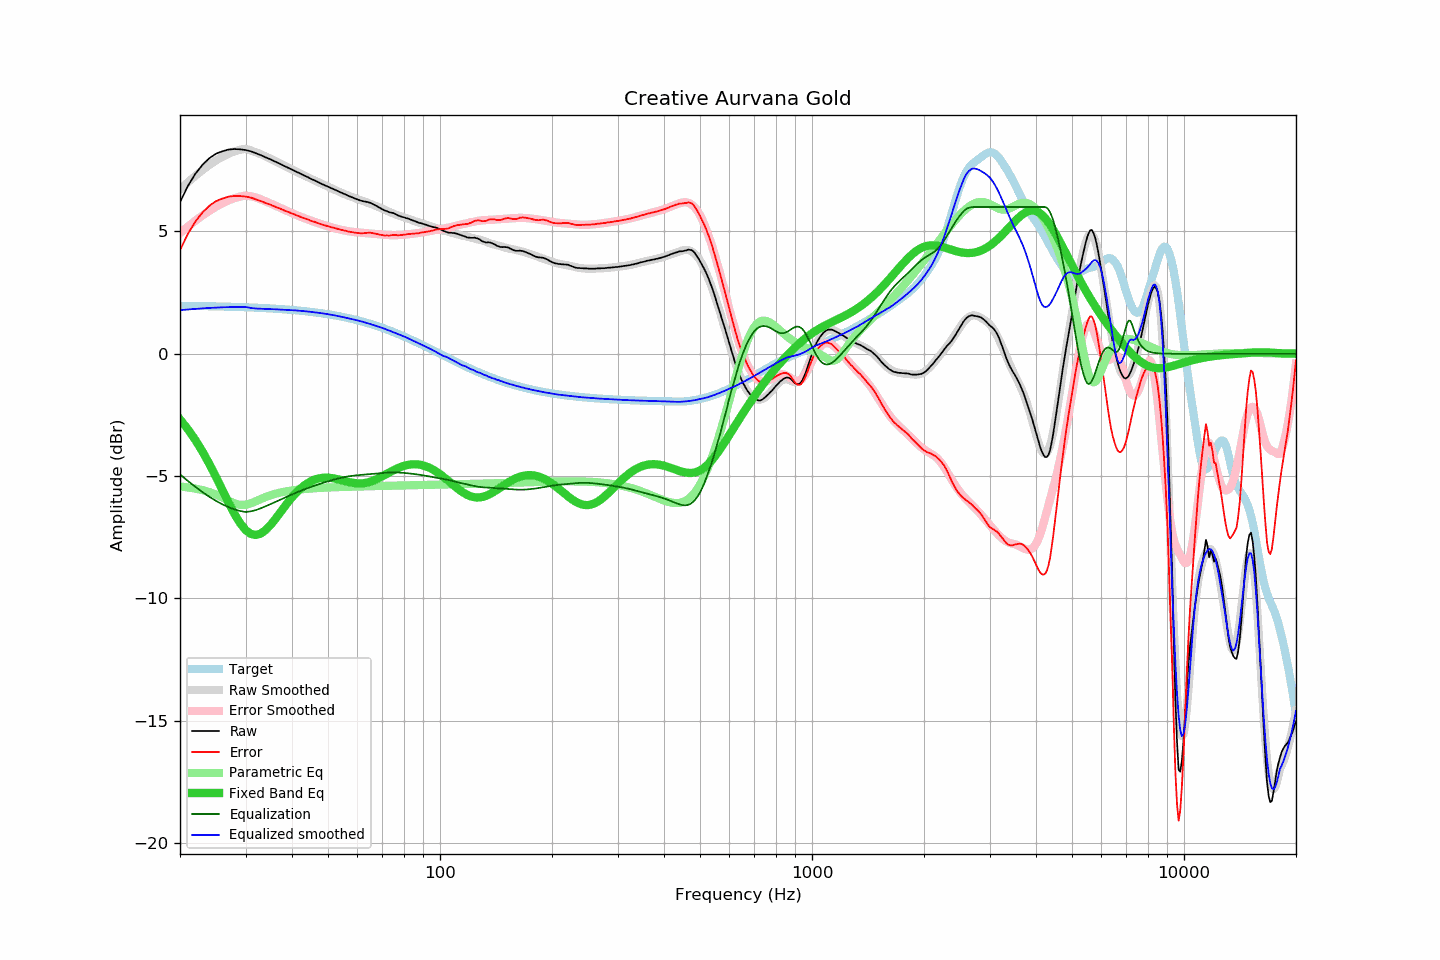 Creative Aurvana Gold
Amplitude (dBr)
5
0
−5
−10
−15
−20
Target
Raw Smoothed
Error Smoothed
Raw
Error
Parametric Eq
Fixed Band Eq
Equalization
Equalized smoothed
100
1000
10000
Frequency (Hz)